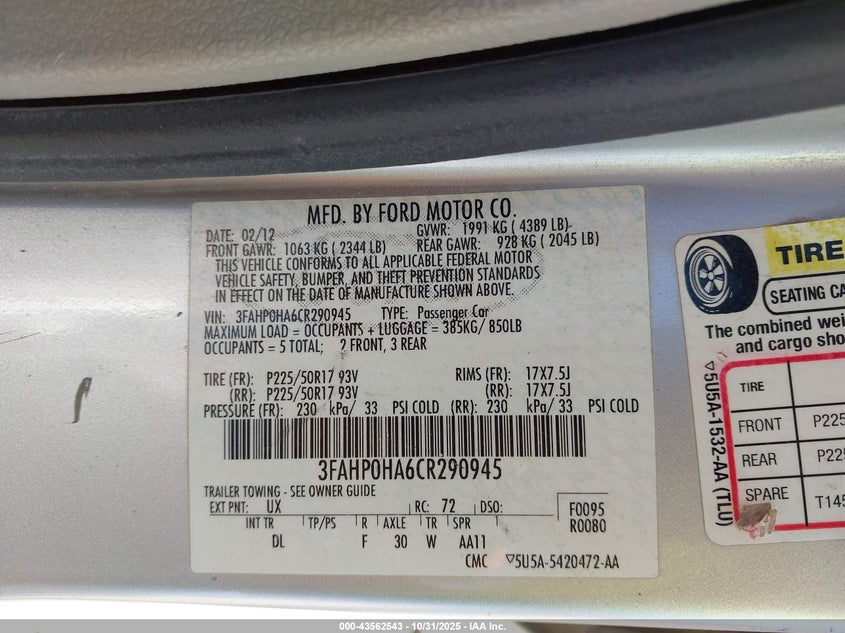 MFD. BY FORD MOTOR CO.
DATE: 02/12
GVWR: 1991 KG ( 4389 LB)
FRONT GAWR: 1063 KG ( 2344 LB)
REAR GAWR: 928 KG ( 2045 LB)
THIS VEHICLE CONFORMS TO ALL APPLICABLE FEDERAL MOTOR
VEHICLE SAFETY, BUMPER, AND THEFT PREVENTION STANDARDS
IN EFFECT ON THE DATE OF MANUFACTURE SHOWN ABOVE.
VIN: 3FAHP0HA6CR290945 TYPE: Passenger Car
MAXIMUM LOAD = OCCUPANTS + LUGGAGE = 385KG/ 850LB
OCCUPANTS = 5 TOTAL; 2 FRONT, 3 REAR
TIRE (FR): P225/50R17 93V RIMS (FR): 17X7.5J
(RR): P225/50R17 93V (RR): 17X7.5J
PRESSURE (FR): 230 kPa/ 33 PSI COLD (RR): 230 kPa/ 33 PSI COLD
3FAHP0HA6CR290945
TRAILER TOWING - SEE OWNER GUIDE
EXT PNT: UX RC: 72 DSO: F0095
R0080
INT TR TP/PS R AXLE TR SPR
DL F 30 W AA11
CMC ▽5U5A-5420472-AA
TIRE
SEATING CA
The combined wei
and cargo sho
▽5U5A-1532-AA (TLU)
TIRE
FRONT P225
REAR P225
SPARE T145
000-43562543 - 10/31/2025 - IAA Inc.